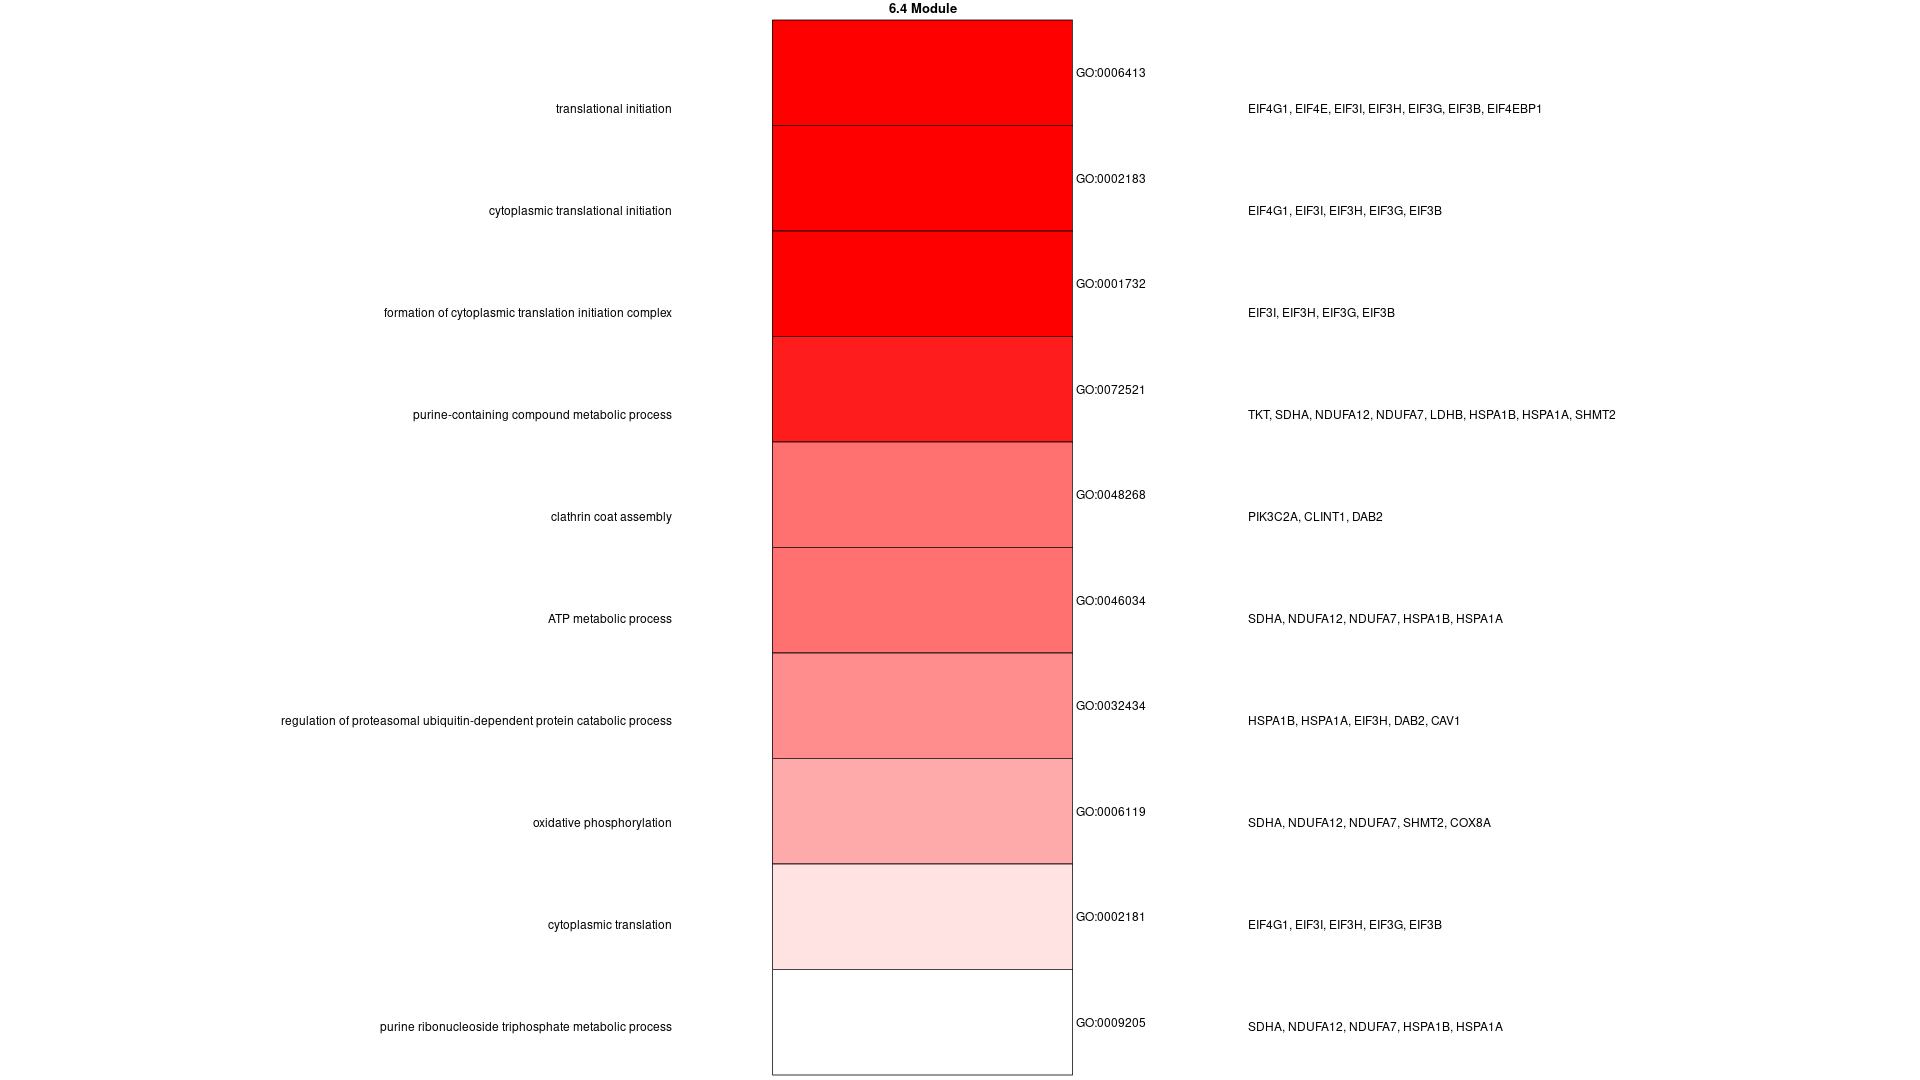 6.4 Module
GO:0006413
translational initiation
EIF4G1, EIF4E, EIF3I, EIF3H, EIF3G, EIF3B, EIF4EBP1
GO:0002183
cytoplasmic translational initiation
EIF4G1, EIF3I, EIF3H, EIF3G, EIF3B
GO:0001732
formation of cytoplasmic translation initiation complex
EIF3I, EIF3H, EIF3G, EIF3B
GO:0072521
purine-containing compound metabolic process
TKT, SDHA, NDUFA12, NDUFA7, LDHB, HSPA1B, HSPA1A, SHMT2
GO:0048268
clathrin coat assembly
PIK3C2A, CLINT1, DAB2
GO:0046034
ATP metabolic process
SDHA, NDUFA12, NDUFA7, HSPA1B, HSPA1A
GO:0032434
regulation of proteasomal ubiquitin-dependent protein catabolic process
HSPA1B, HSPA1A, EIF3H, DAB2, CAV1
GO:0006119
oxidative phosphorylation
SDHA, NDUFA12, NDUFA7, SHMT2, COX8A
GO:0002181
cytoplasmic translation
EIF4G1, EIF3I, EIF3H, EIF3G, EIF3B
GO:0009205
purine ribonucleoside triphosphate metabolic process
SDHA, NDUFA12, NDUFA7, HSPA1B, HSPA1A